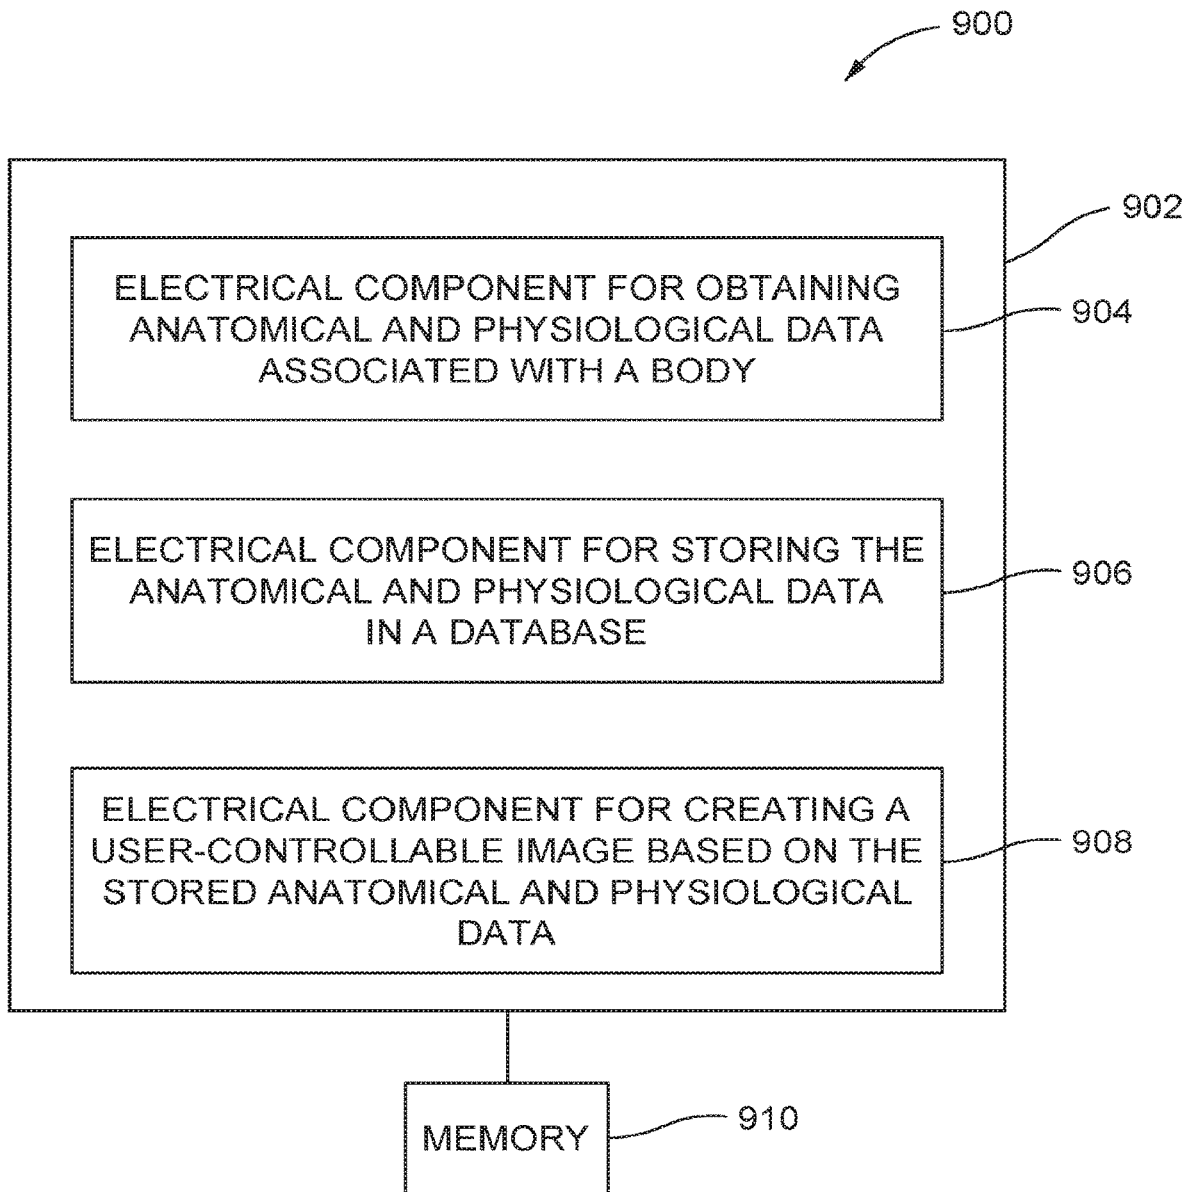 900
902
ELECTRICAL COMPONENT FOR OBTAINING
ANATOMICAL AND PHYSIOLOGICAL DATA
ASSOCIATED WITH A BODY
904
ELECTRICAL COMPONENT FOR STORING THE
ANATOMICAL AND PHYSIOLOGICAL DATA
IN A DATABASE
906
ELECTRICAL COMPONENT FOR CREATING A
USER-CONTROLLABLE IMAGE BASED ON THE
STORED ANATOMICAL AND PHYSIOLOGICAL
DATA
908
MEMORY
910